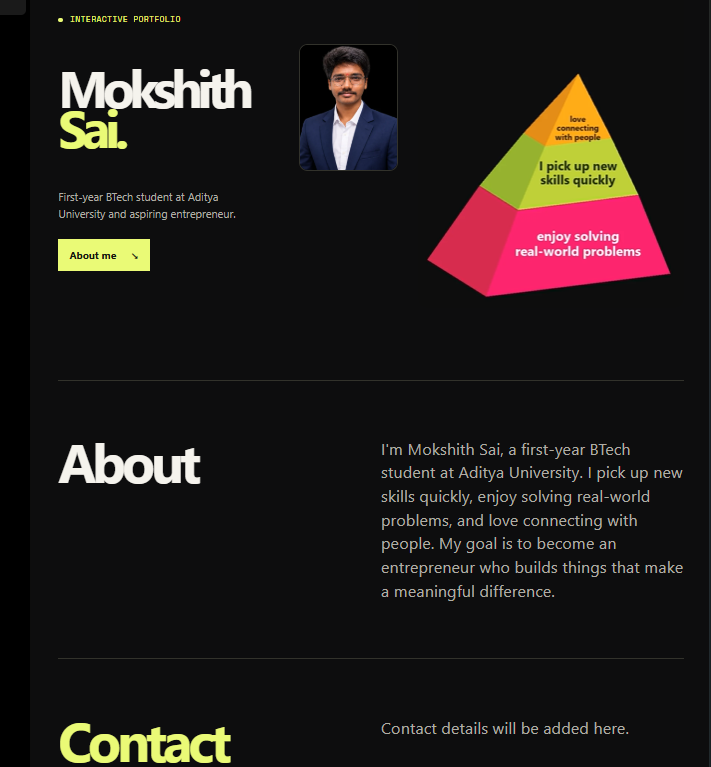 INTERACTIVE PORTFOLIO
Mokshith
Sai.
First-year BTech student at Aditya
University and aspiring entrepreneur.
About me ↘
love
connecting
with people
I pick up new
skills quickly
enjoy solving
real-world problems
About
I'm Mokshith Sai, a first-year BTech
student at Aditya University. I pick up new
skills quickly, enjoy solving real-world
problems, and love connecting with
people. My goal is to become an
entrepreneur who builds things that make
a meaningful difference.
Contact
Contact details will be added here.